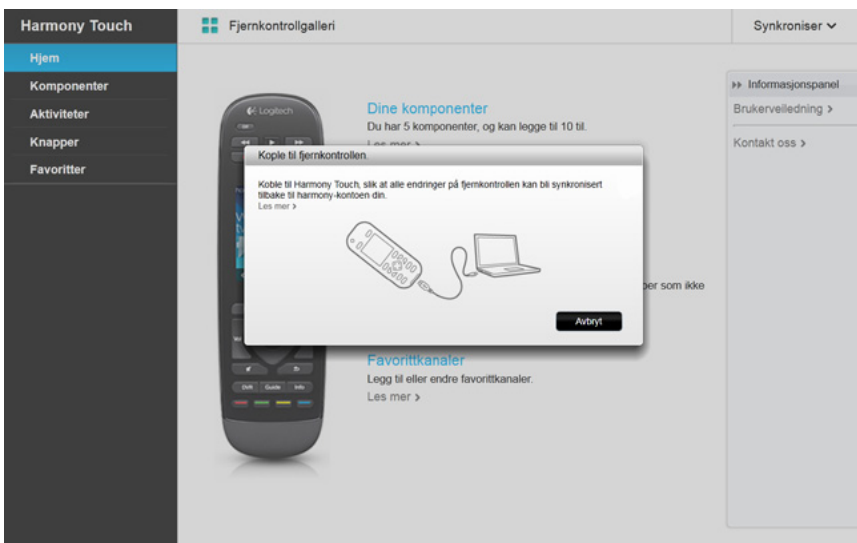 Harmony Touch
Fjernkontrollgalleri
Synkroniser
Hjem
Komponenter
Aktiviteter
Knapper
Favoritter
Logitech
Dine komponenter
Du har 5 komponenter, og kan legge til 10 til.
Les mer >
Kople til fjernkontrollen.
Koble til Harmony Touch, slik at alle endringer på fjernkontrollen kan bli synkronisert
tilbake til harmony-kontoen din.
Les mer >
Avbryt
som ikke
Favorittkanaler
Legg til eller endre favorittkanaler.
Les mer >
DVR Guide Info
Informasjonspanel
Brukerveiledning >
Kontakt oss >